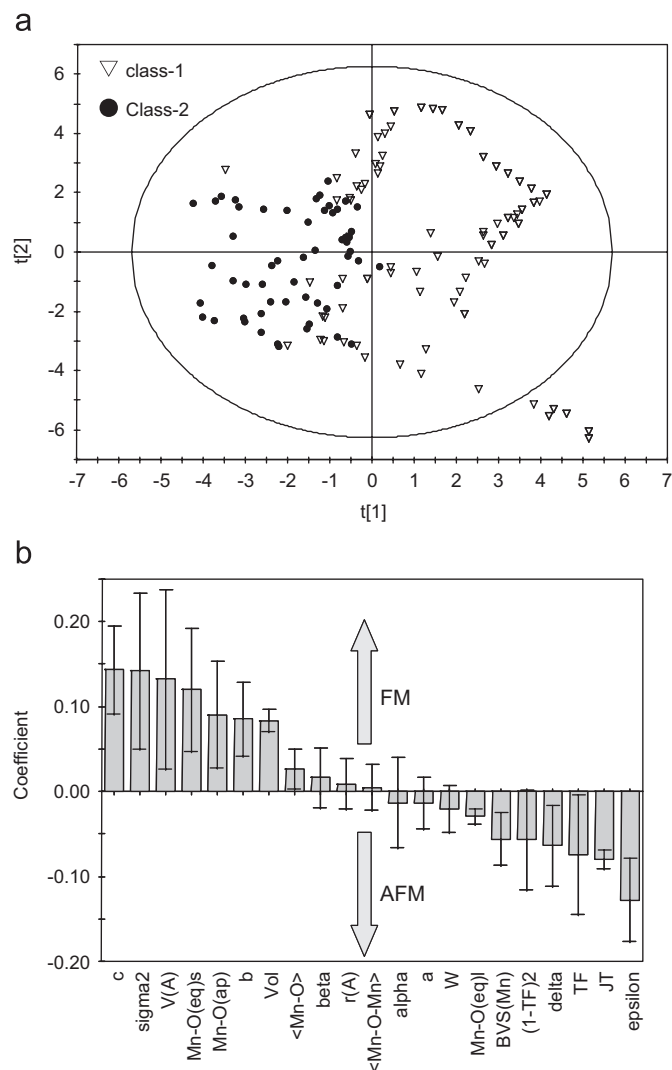 a
class-1
Class-2
6
4
2
0
-2
-4
-6
t[2]
-7 -6 -5 -4 -3 -2 -1 0 1 2 3 4 5 6 7
t[1]
b
0.20
0.10
0.00
-0.10
-0.20
Coefficient
FM
AFM
c
sigma2
V(A)
Mn-O(eq)s
Mn-O(ap)
b
Vol
<Mn-O>
beta
r(A)
<Mn-O-Mn>
alpha
a
W
Mn-O(eq)l
BVS(Mn)
(1-TF)2
delta
TF
JT
epsilon